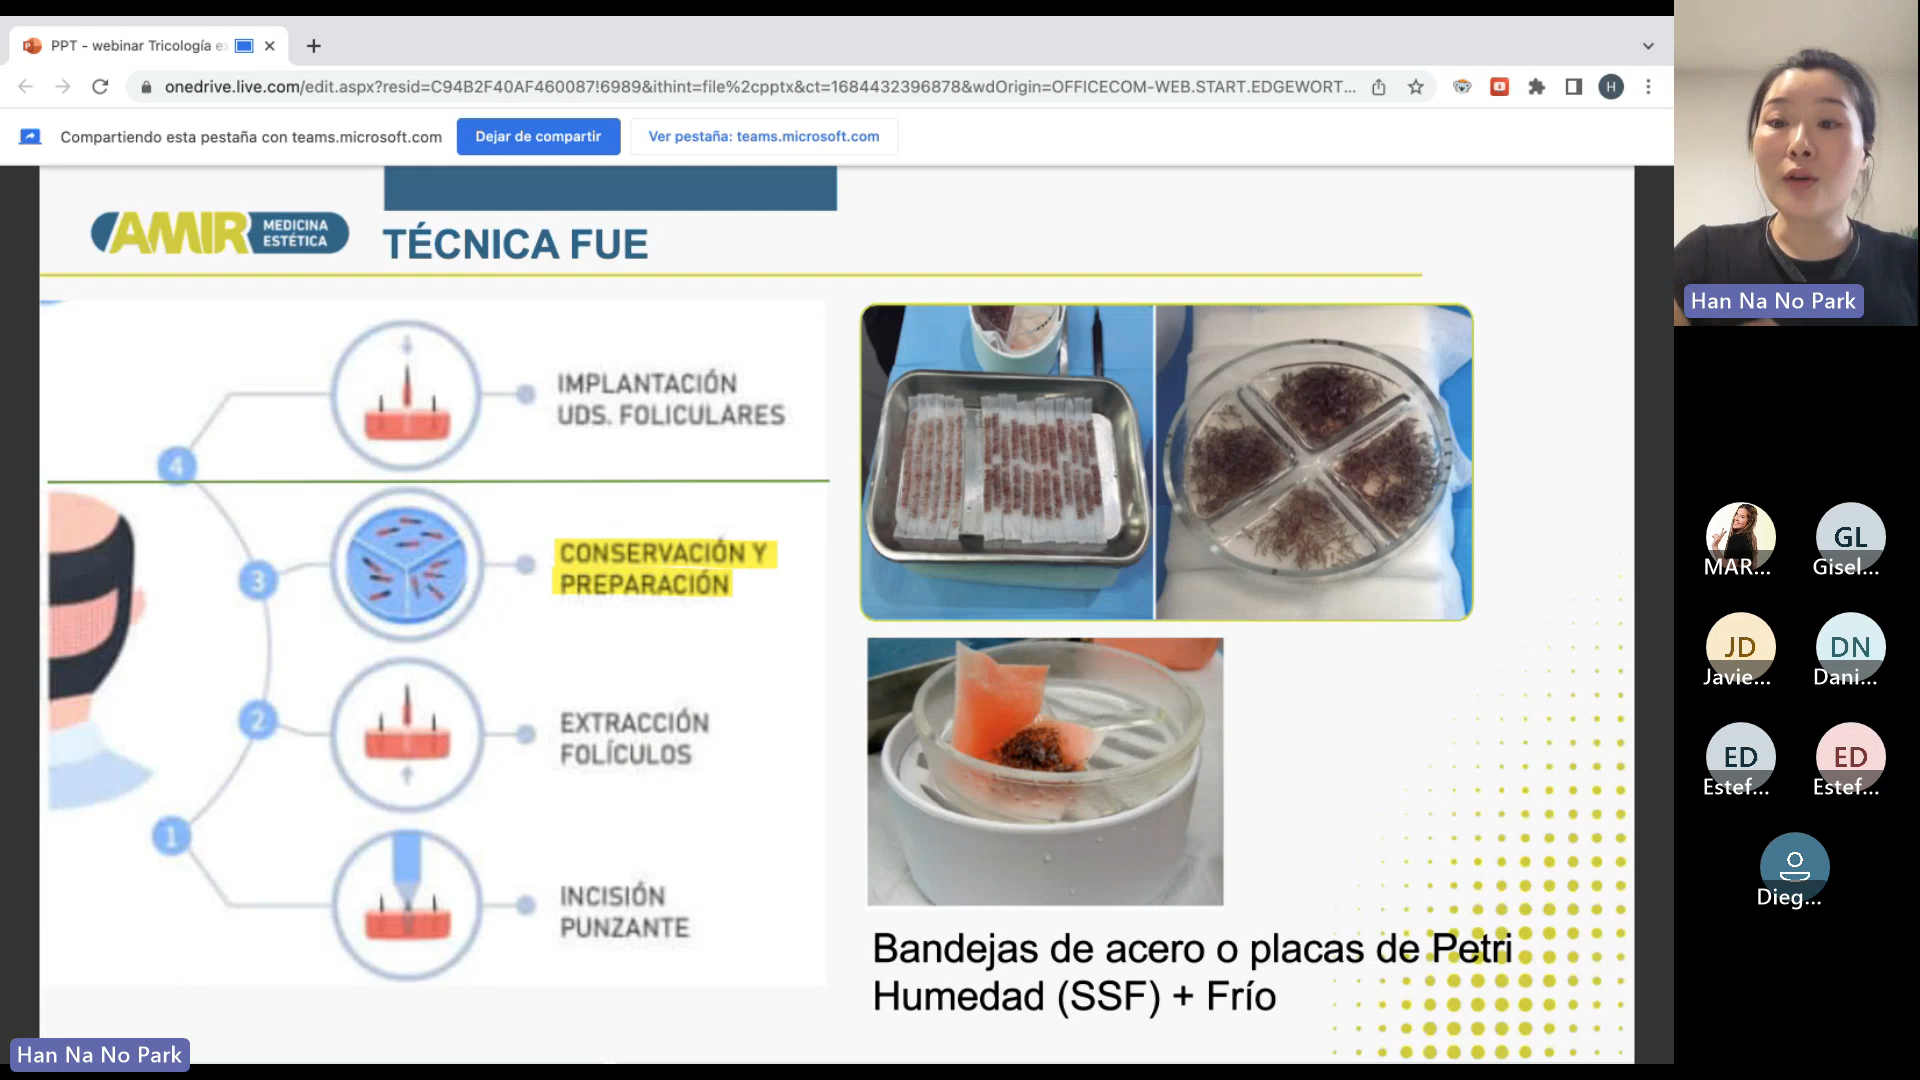 PPT - webinar Tricología e
onedrive.live.com/edit.aspx?resid=C94B2F40AF460087!6989&ithint=file%2cpptx&ct=1684432396878&wdOrigin=OFFICECOM-WEB.START.EDGEWORT...
H
Compartiendo esta pestaña con teams.microsoft.com
Dejar de compartir
Ver pestaña: teams.microsoft.com
AMIR
MEDICINA
ESTÉTICA
TÉCNICA FUE
IMPLANTACIÓN
UDS. FOLICULARES
4
CONSERVACIÓN Y
PREPARACIÓN
3
EXTRACCIÓN
FOLÍCULOS
2
1
INCISIÓN
PUNZANTE
Bandejas de acero o placas de Petri
Humedad (SSF) + Frío
Han Na No Park
Han Na No Park
MAR...
GL
Gisel...
JD
Javie...
DN
Dani...
ED
Estef...
ED
Estef...
Dieg...